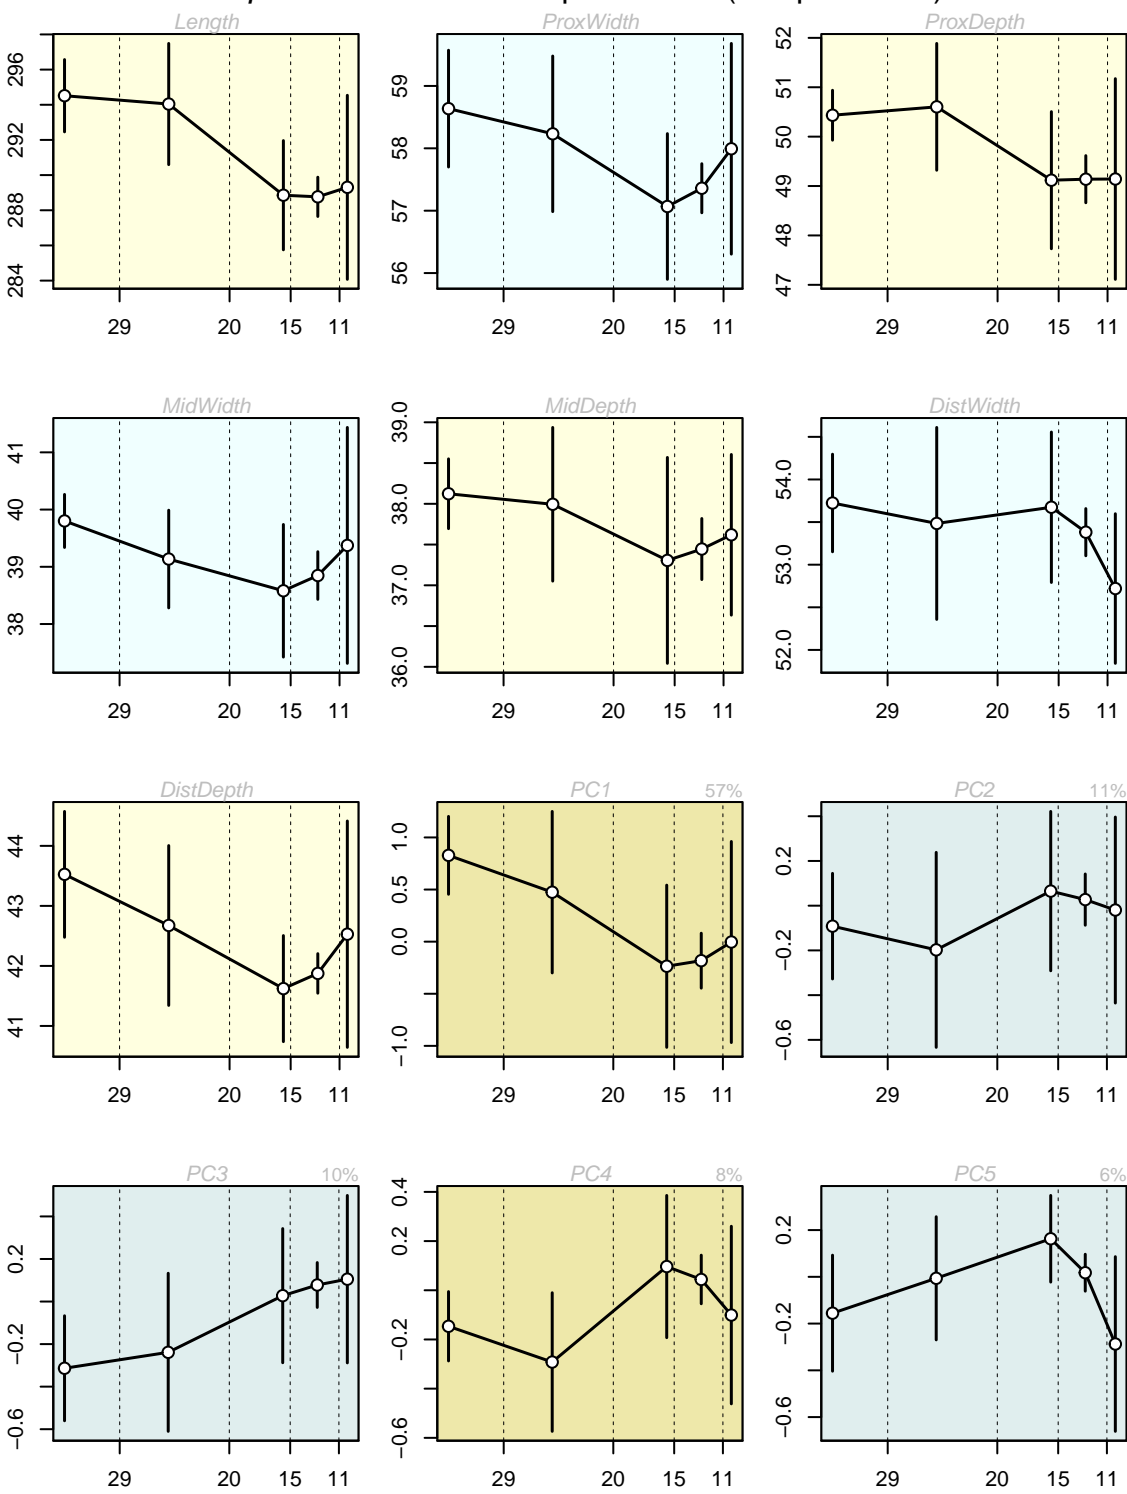 Length ProxWidth ProxDepth
296 292 288 284
59 58 57 56
52 51 50 49 48 47
29 20 15 11 29 20 15 11 29 20 15 11
MidWidth MidDepth DistWidth
41 40 39 38
39.0 38.0 37.0 36.0
54.0 53.0 52.0
29 20 15 11 29 20 15 11 29 20 15 11
DistDepth PC1 57% PC2 11%
44 43 42 41
1.0 0.5 0.0 −1.0
0.2 −0.2 −0.6
29 20 15 11 29 20 15 11 29 20 15 11
PC3 10% PC4 8% PC5 6%
0.2 −0.2 −0.6
0.4 0.2 −0.2 −0.6
0.2 −0.2 −0.6
29 20 15 11 29 20 15 11 29 20 15 11